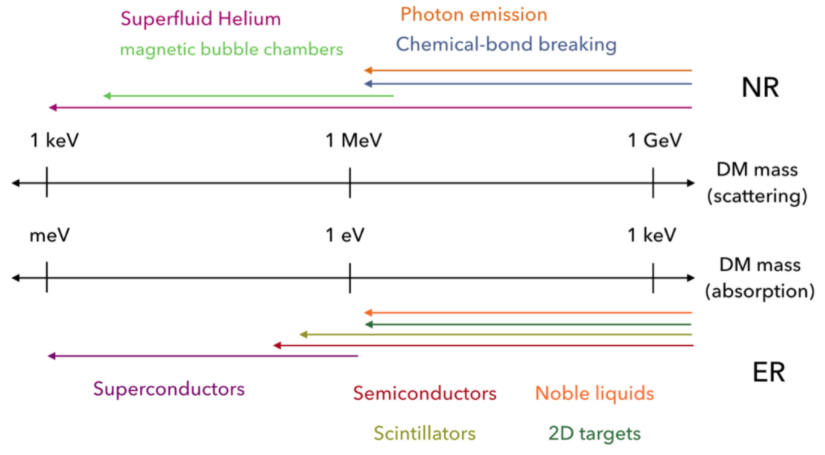 Superfluid Helium
Photon emission
magnetic bubble chambers
Chemical-bond breaking
NR
1 keV
1 MeV
1 GeV
DM mass
(scattering)
meV
1 eV
1 keV
DM mass
(absorption)
ER
Superconductors
Semiconductors
Noble liquids
Scintillators
2D targets